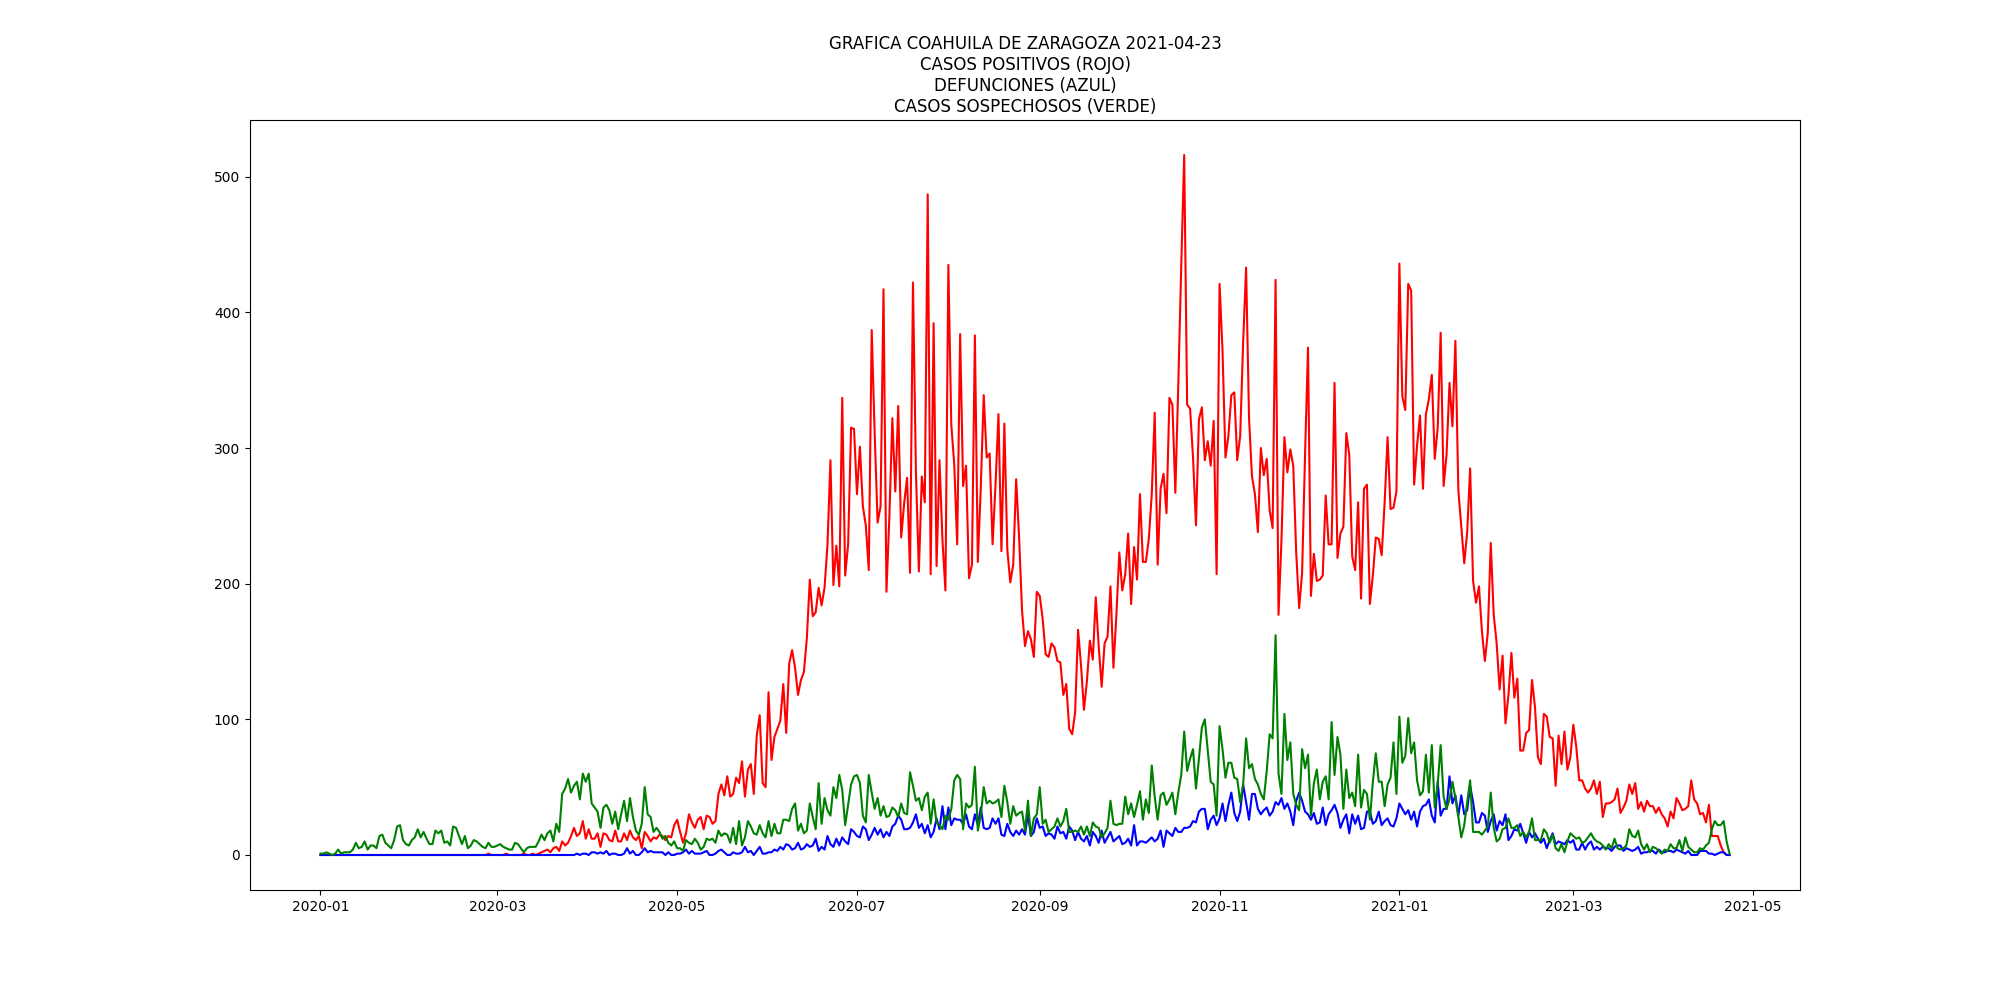 GRAFICA COAHUILA DE ZARAGOZA 2021-04-23
CASOS POSITIVOS (ROJO)
DEFUNCIONES (AZUL)
CASOS SOSPECHOSOS (VERDE)
500
400
300
200
100
0
2020-01 2020-03 2020-05 2020-07 2020-09 2020-11 2021-01 2021-03 2021-05